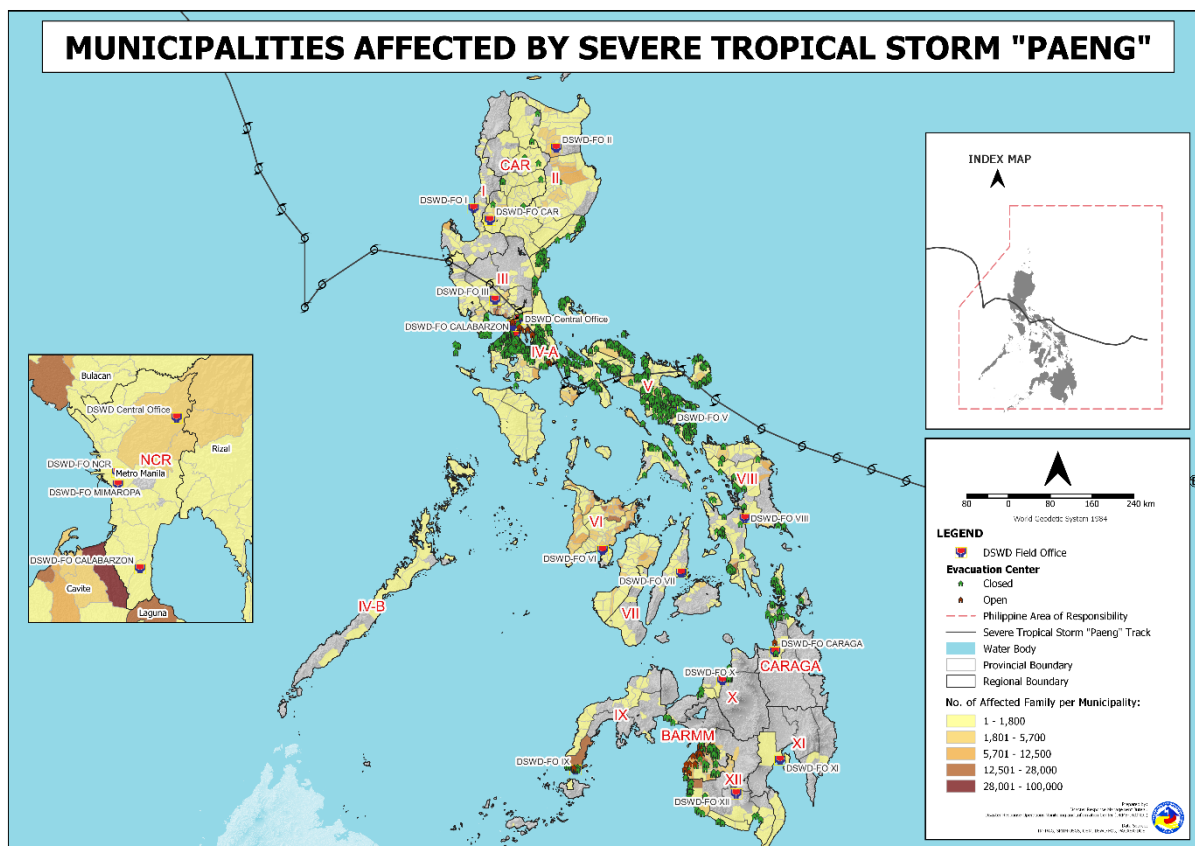 MUNICIPALITIES AFFECTED BY SEVERE TROPICAL STORM "PAENG"
DSWD-FO II
CAR
II
I
DSWD-FO I
DSWD-FO CAR
III
DSWD-FO III
DSWD Central Office
DSWD-FO CALABARZON
IV-A
V
DSWD-FO V
VIII
VI
DSWD-FO VIII
DSWD-FO VI
DSWD-FO VII
VII
IV-B
DSWD-FO CARAGA
CARAGA
DSWD-FO X
X
IX
BARMM
XI
DSWD-FO IX
DSWD-FO XI
XII
DSWD-FO XII
Bulacan
DSWD Central Office
Rizal
NCR
DSWD-FO NCR
Metro Manila
DSWD-FO MIMAROPA
DSWD-FO CALABARZON
Cavite
Laguna
INDEX MAP
80 0 80 160 240 km
World Geodetic System 1984
LEGEND
DSWD Field Office
Evacuation Center
Closed
Open
Philippine Area of Responsibility
Severe Tropical Storm "Paeng" Track
Water Body
Provincial Boundary
Regional Boundary
No. of Affected Family per Municipality:
1 - 1,800
1,801 - 5,700
5,701 - 12,500
12,501 - 28,000
28,001 - 100,000
Prepared by: